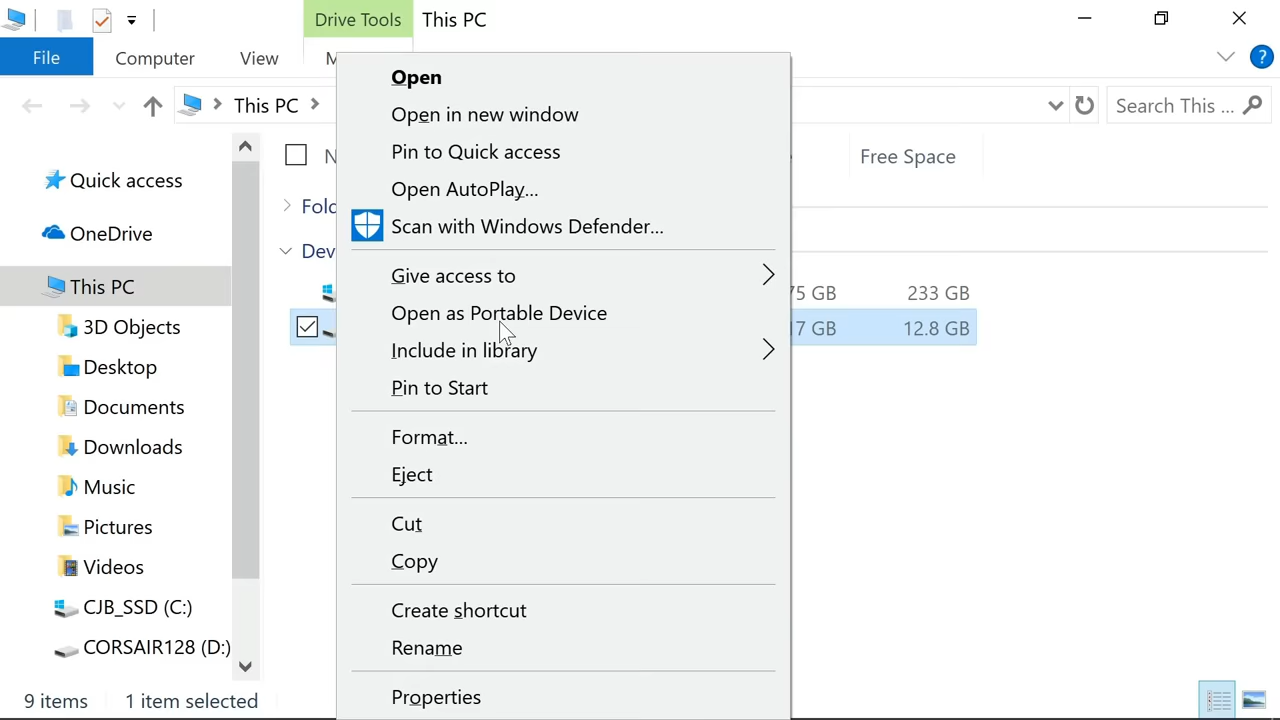 Drive Tools
This PC
File
Computer
View
M
?
This PC
Search This ...
Quick access
OneDrive
This PC
3D Objects
Desktop
Documents
Downloads
Music
Pictures
Videos
CJB_SSD (C:)
CORSAIR128 (D:)
Free Space
233 GB
12.8 GB
Open
Open in new window
Pin to Quick access
Open AutoPlay...
Scan with Windows Defender...
Give access to
Open as Portable Device
Include in library
Pin to Start
Format...
Eject
Cut
Copy
Create shortcut
Rename
Properties
9 items
1 item selected